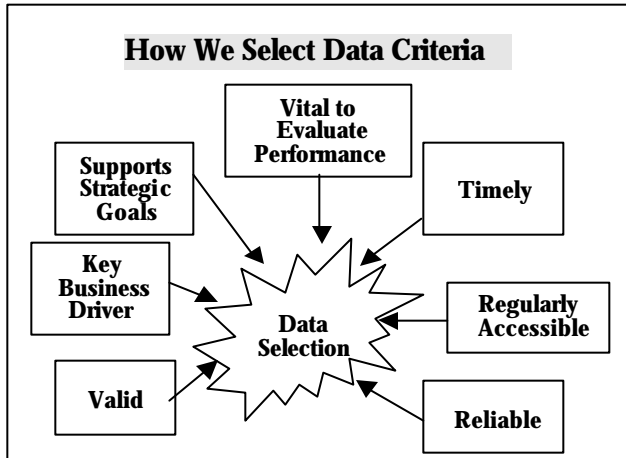 How We Select Data Criteria
Vital to
Evaluate
Performance
Supports
Strategic
Goals
Timely
Key
Business
Driver
Regularly
Accessible
Data
Selection
Valid
Reliable